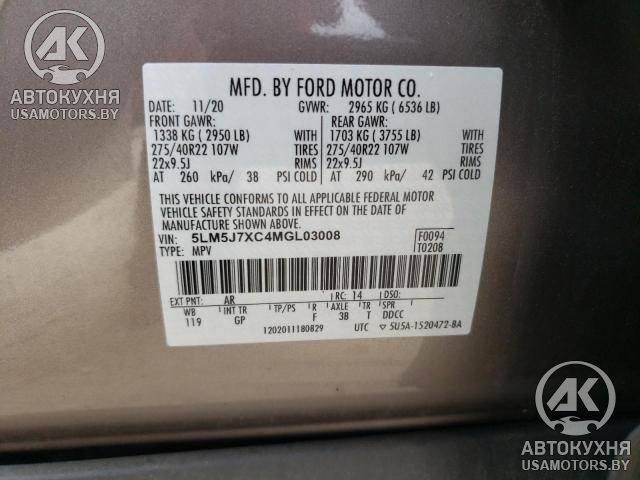 АК
АВТОКУХНЯ
USAMOTORS.BY
MFD. BY FORD MOTOR CO.
DATE: 11/20 GVWR: 2965 KG ( 6536 LB)
FRONT GAWR: REAR GAWR:
1338 KG ( 2950 LB) WITH 1703 KG ( 3755 LB) WITH
275/40R22 107W TIRES 275/40R22 107W TIRES
22x9.5J RIMS 22x9.5J RIMS
AT 260 kPa/ 38 PSI COLD AT 290 kPa/ 42 PSI COLD
THIS VEHICLE CONFORMS TO ALL APPLICABLE FEDERAL MOTOR
VEHICLE SAFETY STANDARDS IN EFFECT ON THE DATE OF
MANUFACTURE SHOWN ABOVE.
VIN: 5LM5J7XC4MGL03008 F0094
TYPE: MPV T0208
EXT PNT: AR RC: 14 DSO:
WB INT TR TP/PS R AXLE TR SPR
119 GP F 3B T DDCC
1202011180829 UTC ▽ 5U5A-1520472-BA
АК
АВТОКУХНЯ
USAMOTORS.BY